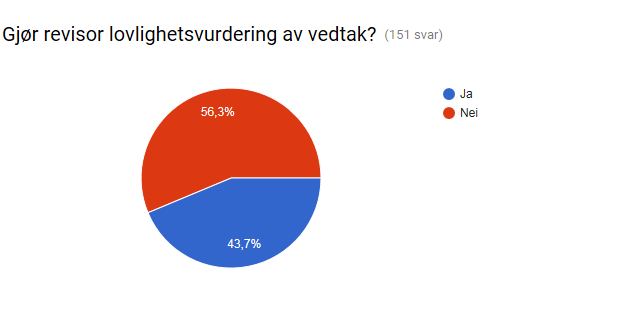 Gjør revisor lovlighetsvurdering av vedtak? (151 svar)
Ja
Nei
56,3%
43,7%